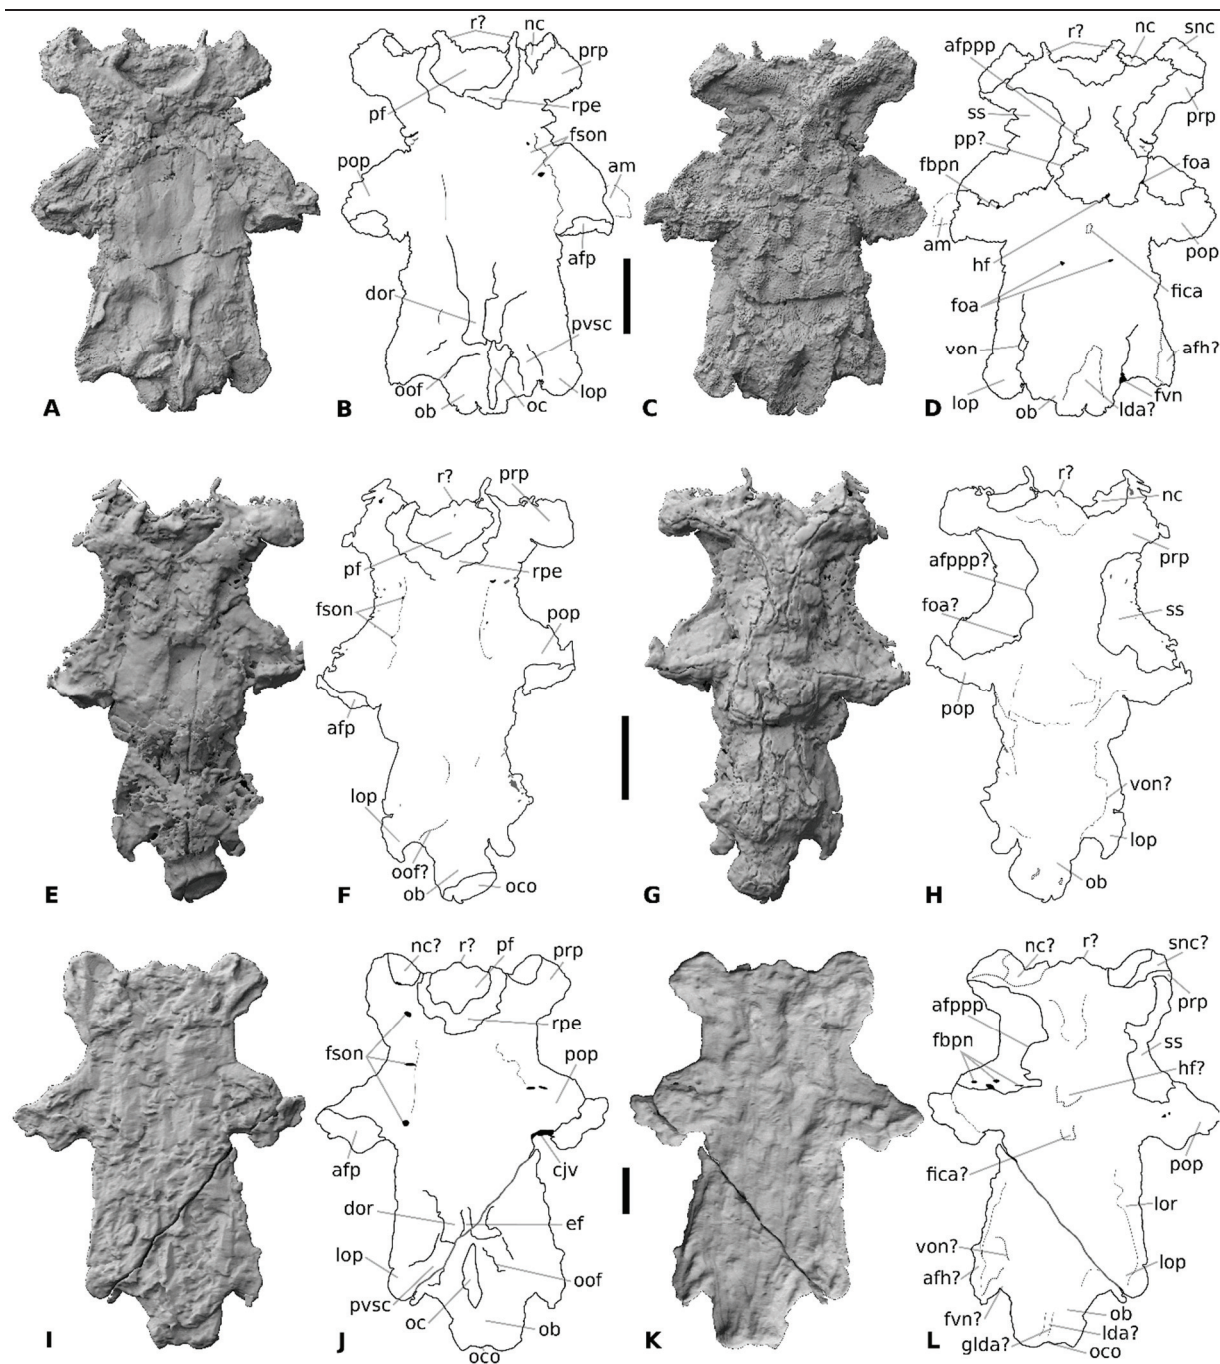 r?
nc
prp
pf
rpe
fson
pop
am
afp
dor
pvsc
oof
ob
oc
lop
A
B
C
r?
nc
snc
afppp
ss
prp
pp?
fbpn
foa
am
hf
pop
foa
fica
von
afh?
lop
ob
lda?
fvn
D
r?
prp
pf
rpe
fson
pop
afp
lop
oof?
ob
oco
E
F
G
r?
nc
afppp?
prp
foa?
ss
pop
von?
lop
ob
H
nc?
r?
pf
prp
rpe
fson
pop
afp
cjv
dor
ef
lop
oof
pvsc
oc
ob
oco
I
J
K
nc?
r?
snc?
afppp
prp
fbpn
ss
hf?
fica?
pop
lor
von?
afh?
lop
fvn?
ob
glda?
lda?
oco
L